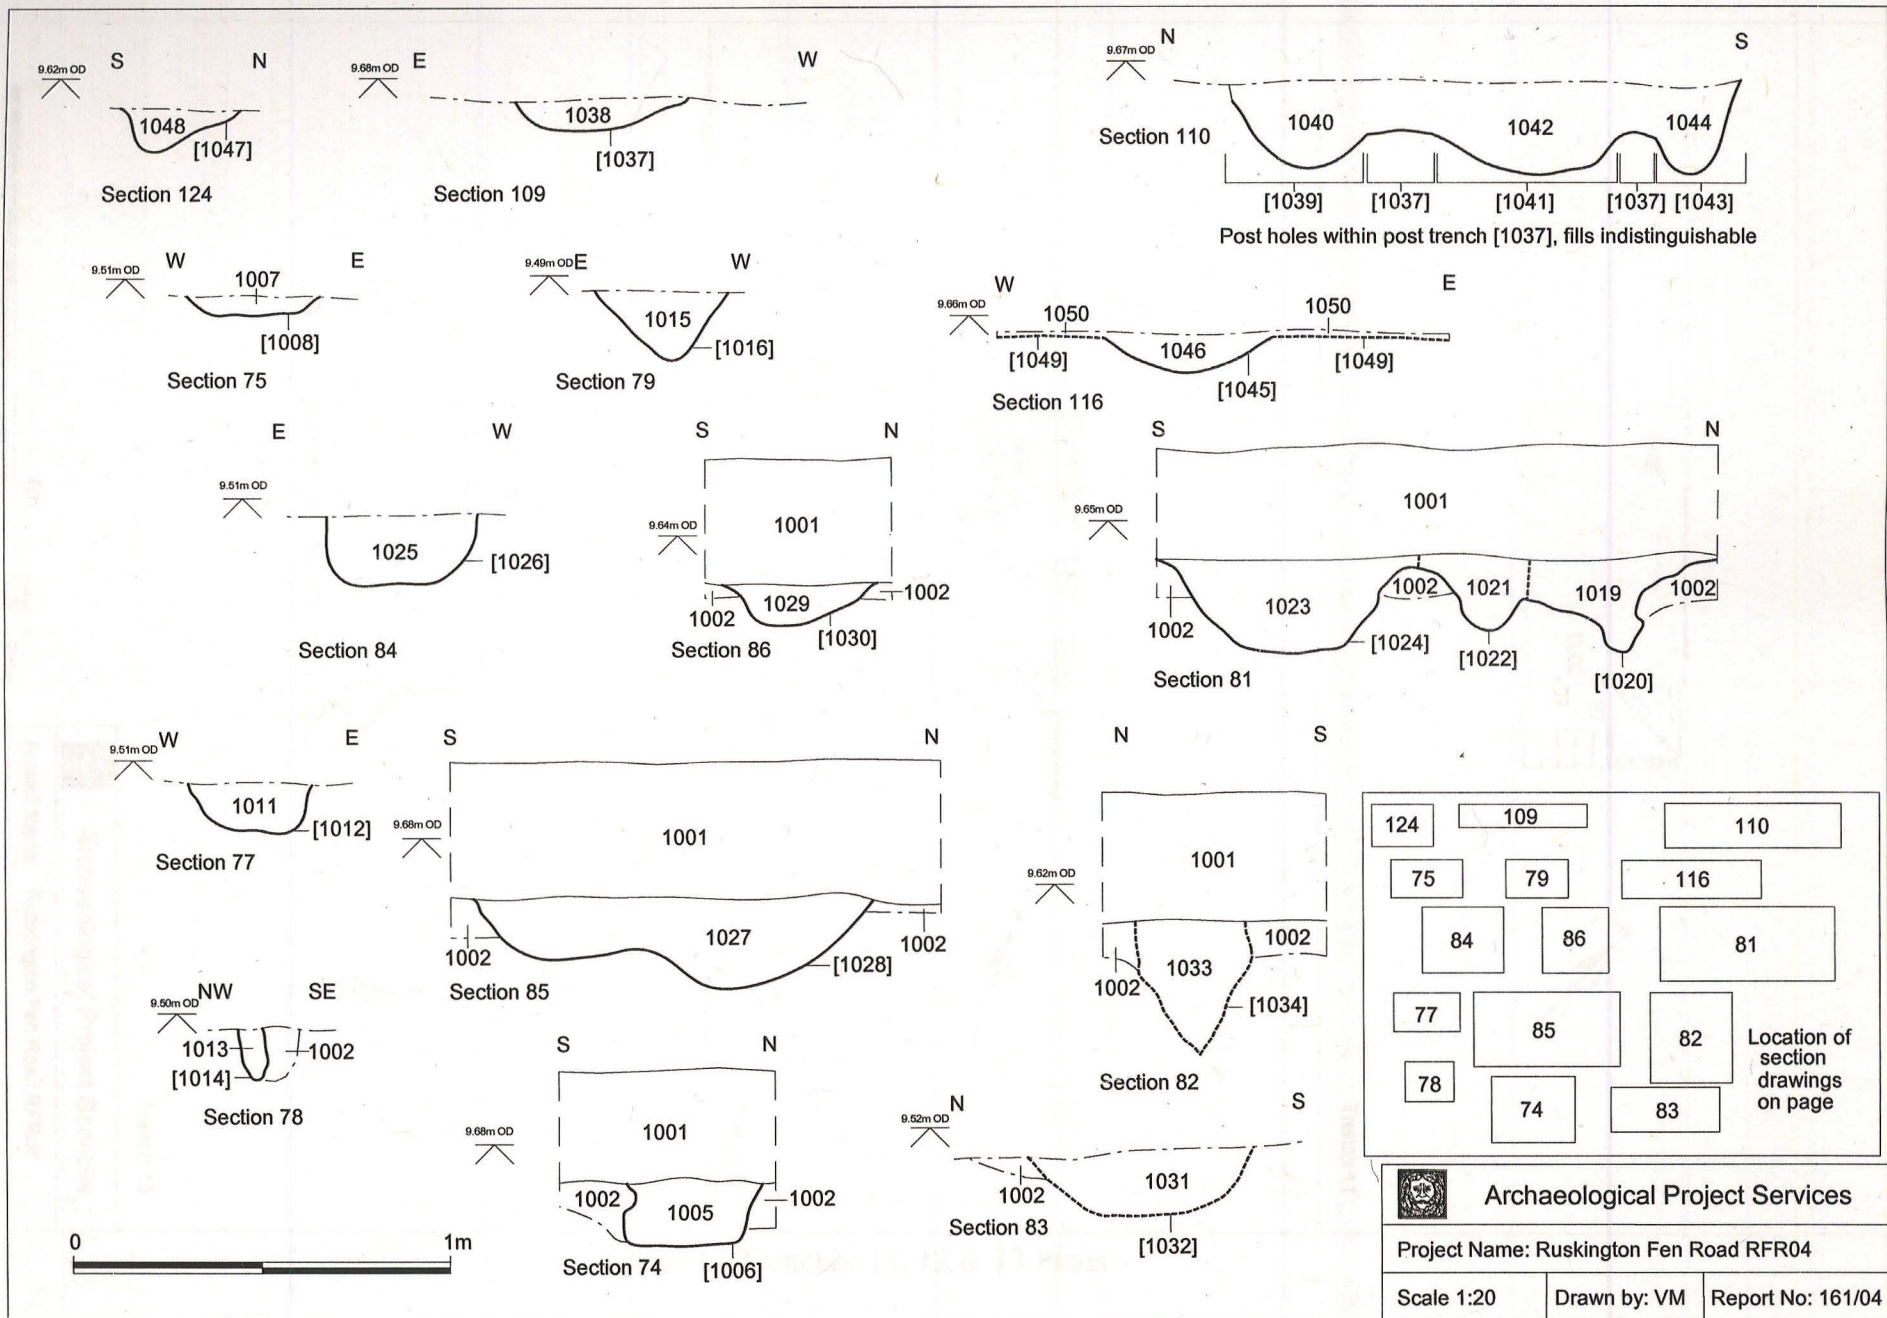 S N
9.62m OD
1048
[1047]
Section 124
E W
9.68m OD
1038
[1037]
Section 109
N S
9.67m OD
1040 1042 1044
Section 110
[1039] [1037] [1041] [1037] [1043]
Post holes within post trench [1037], fills indistinguishable
W E
9.51m OD
1007
[1008]
Section 75
E W
9.49m OD
1015
[1016]
Section 79
W E
9.66m OD
1050 1050
1046
[1049] [1049]
[1045]
Section 116
E W
9.51m OD
1025
[1026]
Section 84
S N
9.64m OD
1001
1029 1002
1002
[1030]
Section 86
S N
9.65m OD
1001
1002 1021 1019 1002
1023
1002
[1024]
[1022]
[1020]
Section 81
W E
9.51m OD
1011
[1012]
Section 77
S N
9.68m OD
1001
1027
1002 1002
[1028]
Section 85
N S
9.62m OD
1001
1002
1033
1002
[1034]
Section 82
NW SE
9.50m OD
1013 1002
[1014]
Section 78
S N
9.68m OD
1001
1002 1005 1002
[1006]
Section 74
N S
9.52m OD
1031
1002
[1032]
Section 83
0 1m
124 109 110
75 79 116
84 86 81
77 85 82
78 74 83
Location of
section
drawings
on page
Archaeological Project Services
Project Name: Ruskington Fen Road RFR04
Scale 1:20
Drawn by: VM
Report No: 161/04